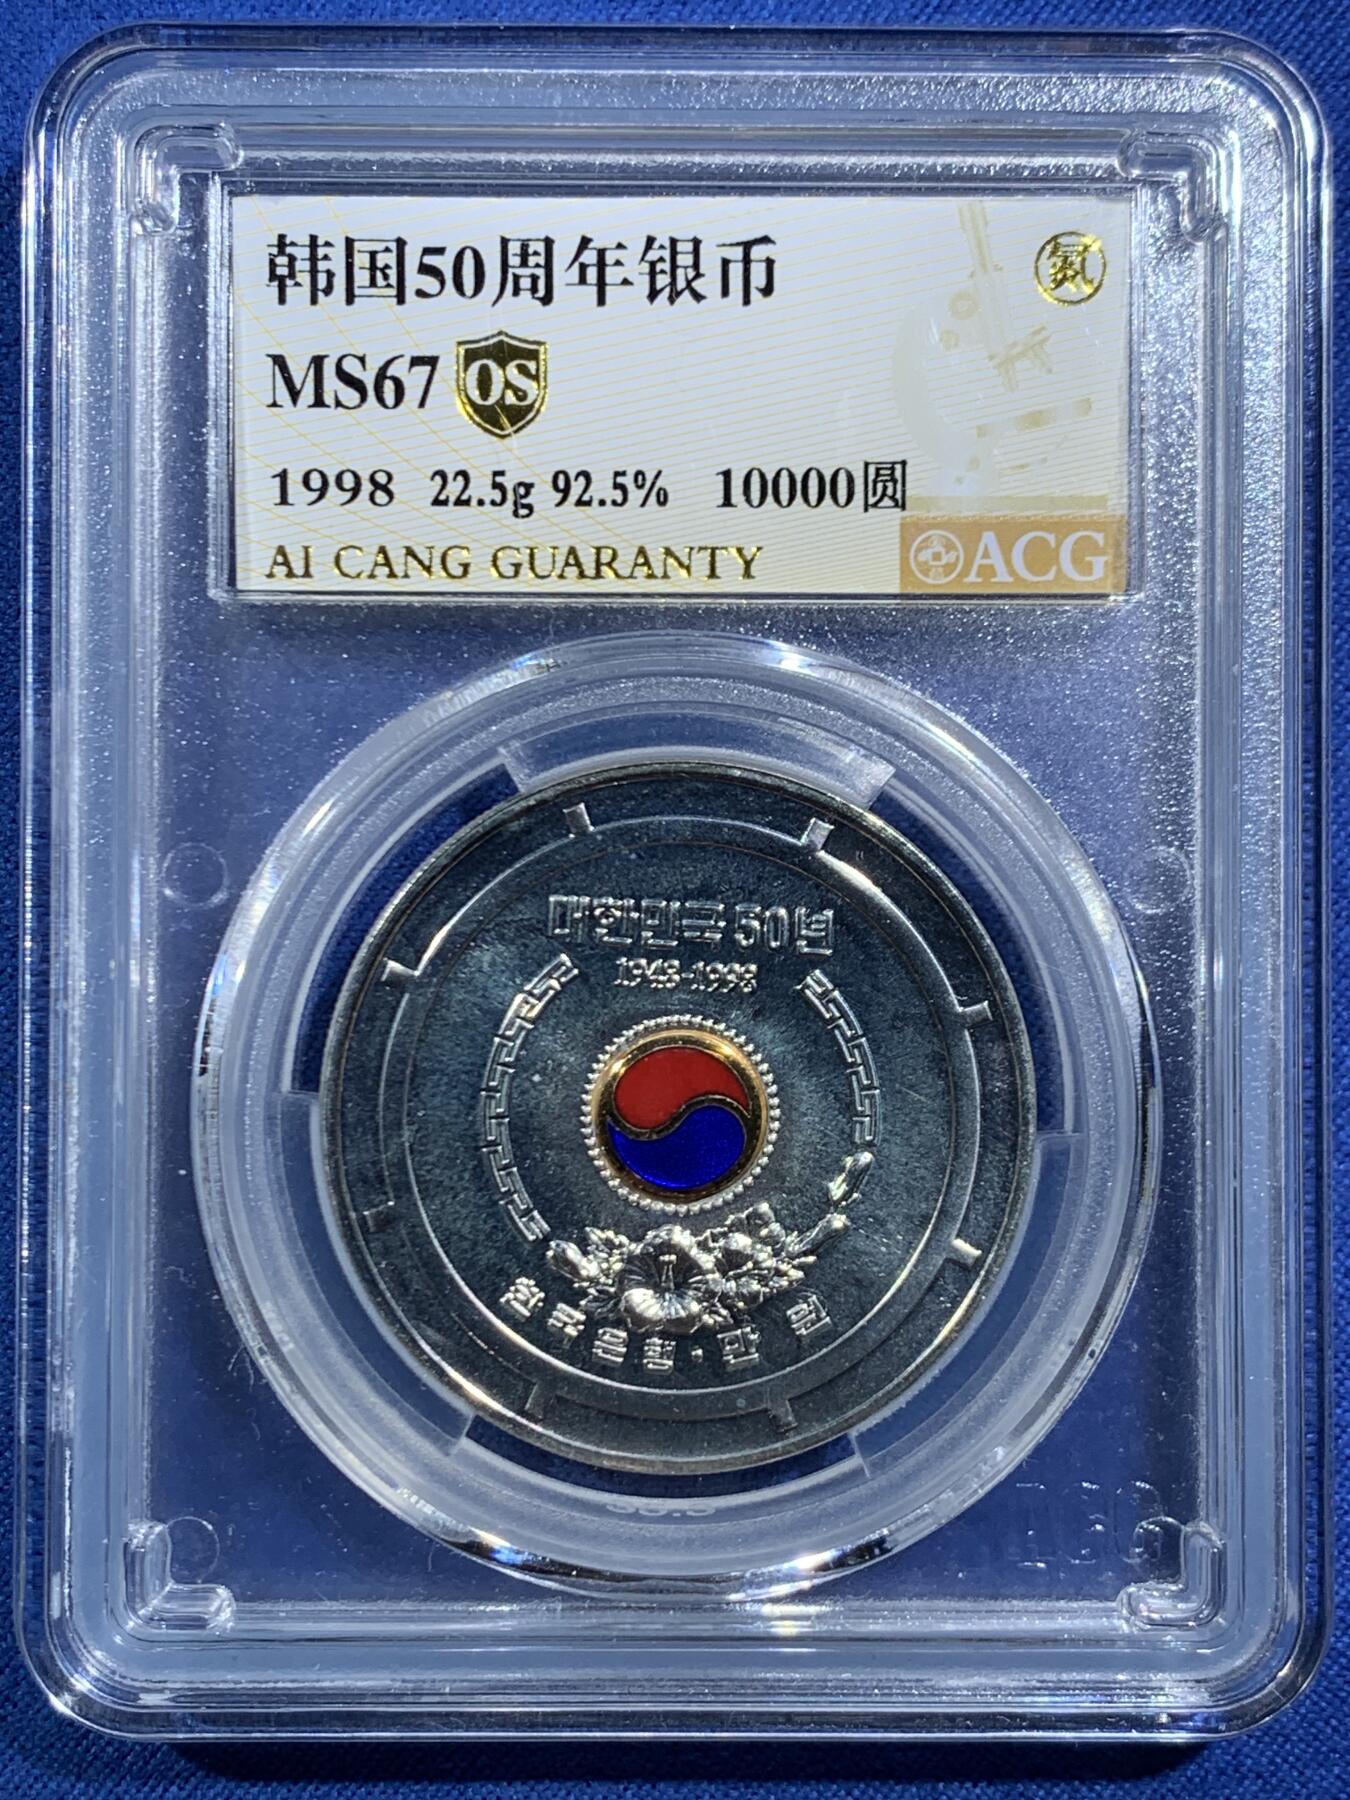 韩国50周年银币
氮
MS67 OS
1998 22.5g 92.5% 10000圆
AI CANG GUARANTY
ACG
대한민국 50년
1948-1998
한국은행·만원